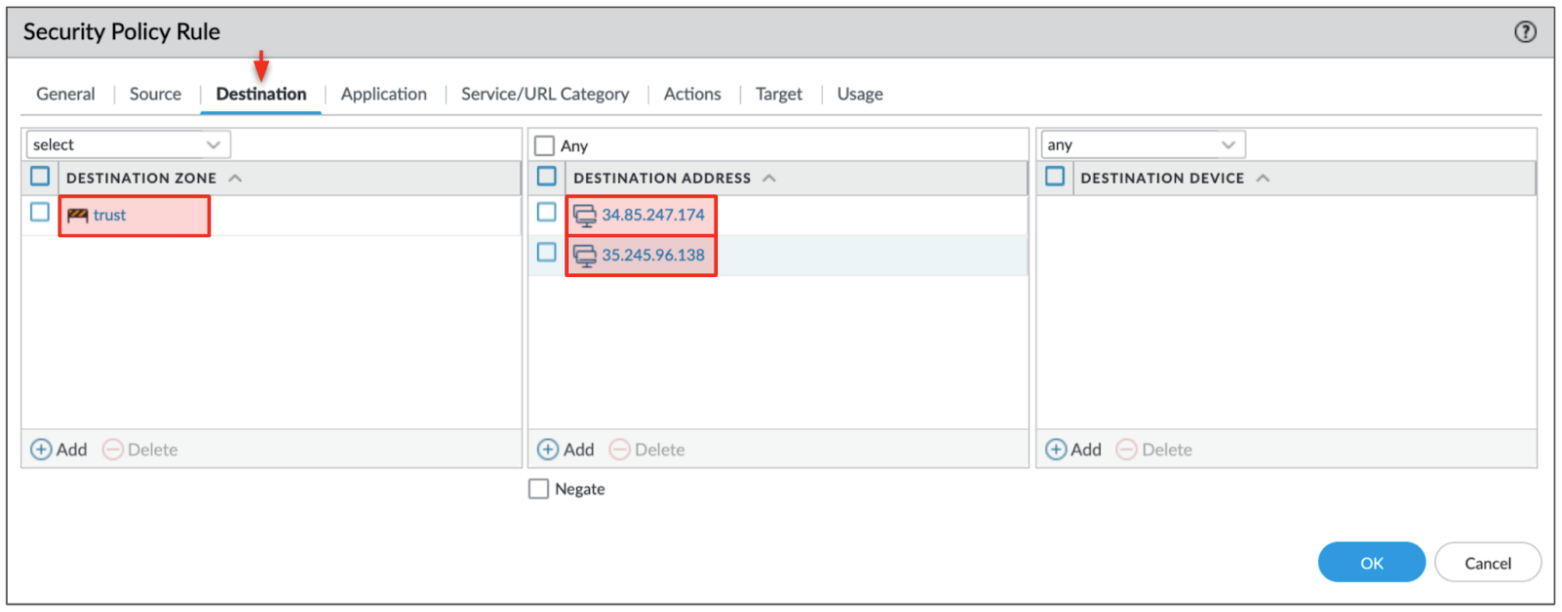 Security Policy Rule
?
General Source Destination Application Service/URL Category Actions Target Usage
select Any any
DESTINATION ZONE DESTINATION ADDRESS DESTINATION DEVICE
trust 34.85.247.174
35.245.96.138
Add Delete Add Delete Add Delete
Negate
OK Cancel